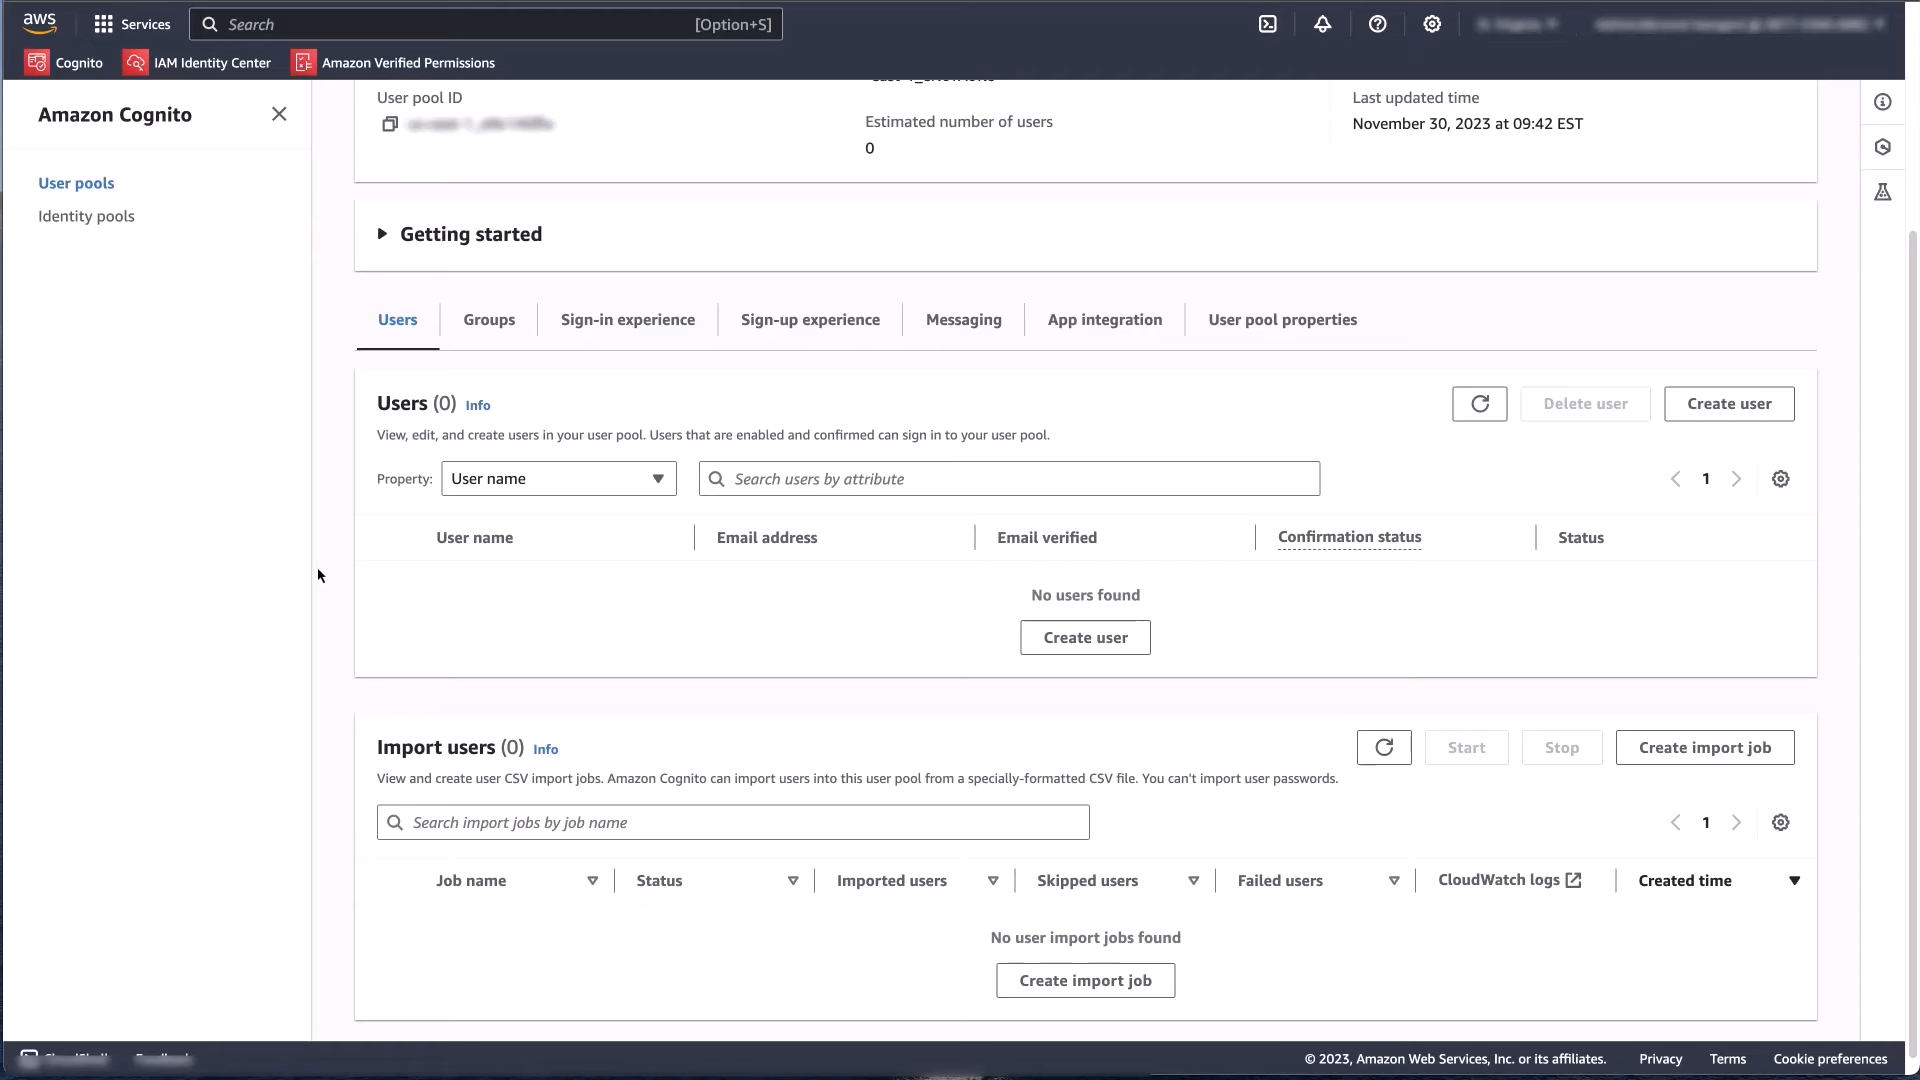 aws
Services
Search
[Option+S]
Cognito
IAM Identity Center
Amazon Verified Permissions
Amazon Cognito
User pools
Identity pools
User pool ID
Estimated number of users
0
Last updated time
November 30, 2023 at 09:42 EST
Getting started
Users
Groups
Sign-in experience
Sign-up experience
Messaging
App integration
User pool properties
Users (0) Info
Delete user
Create user
View, edit, and create users in your user pool. Users that are enabled and confirmed can sign in to your user pool.
Property:
User name
Search users by attribute
1
User name
Email address
Email verified
Confirmation status
Status
No users found
Create user
Import users (0) Info
Start
Stop
Create import job
View and create user CSV import jobs. Amazon Cognito can import users into this user pool from a specially-formatted CSV file. You can't import user passwords.
Search import jobs by job name
1
Job name
Status
Imported users
Skipped users
Failed users
CloudWatch logs
Created time
No user import jobs found
Create import job
© 2023, Amazon Web Services, Inc. or its affiliates.
Privacy
Terms
Cookie preferences